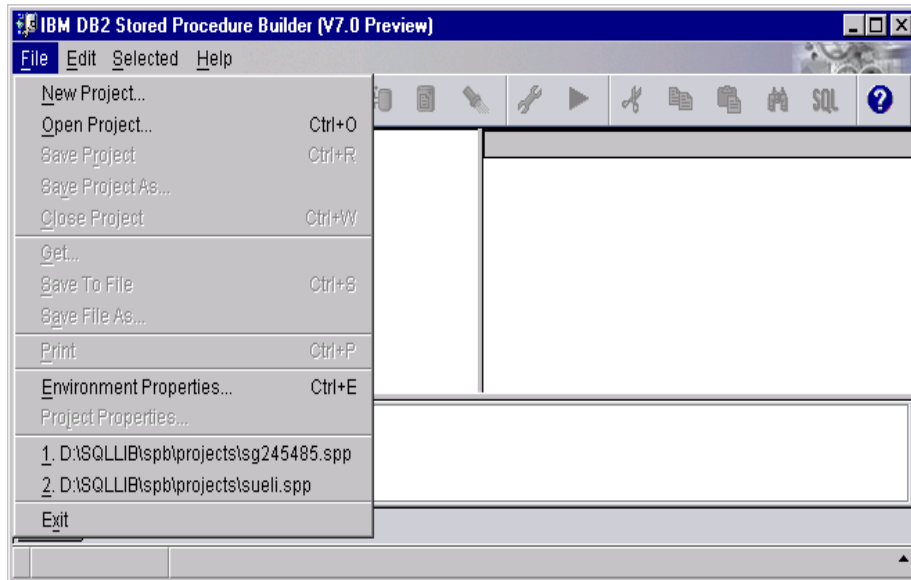 IBM DB2 Stored Procedure Builder (V7.0 Preview)
File Edit Selected Help
SQL ?
New Project...
Open Project... Ctrl+O
Save Project Ctrl+R
Save Project As...
Close Project Ctrl+W
Get...
Save To File Ctrl+S
Save File As...
Print Ctrl+P
Environment Properties... Ctrl+E
Project Properties...
1. D:\SQLLIB\spb\projects\sg245485.spp
2. D:\SQLLIB\spb\projects\sueli.spp
Exit